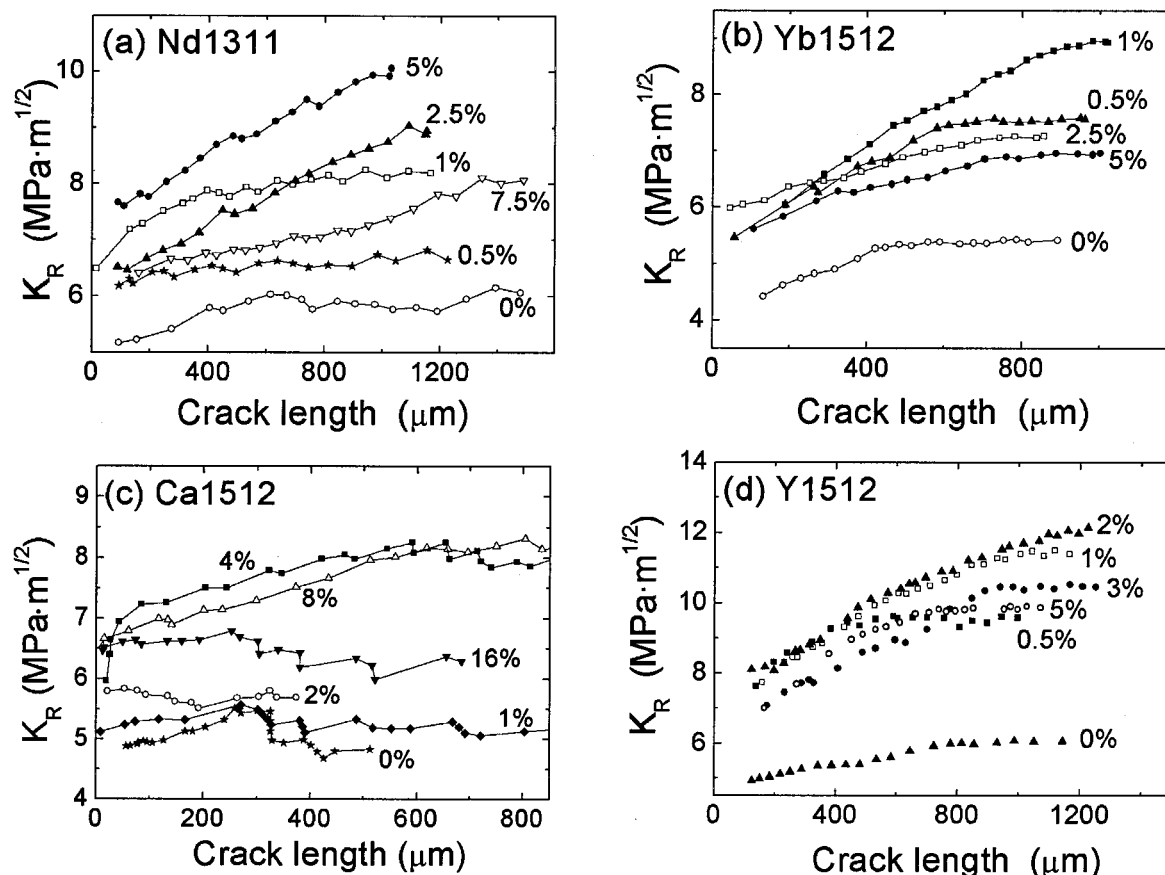 (a) Nd1311
K_R (MPa·m^1/2)
10
8
6
5%
2.5%
1%
7.5%
0.5%
0%
0 400 800 1200
Crack length (μm)
(b) Yb1512
K_R (MPa·m^1/2)
8
6
4
1%
0.5%
2.5%
5%
0%
0 400 800
Crack length (μm)
(c) Ca1512
K_R (MPa·m^1/2)
9
8
7
6
5
4
4%
8%
16%
2%
1%
0%
0 200 400 600 800
Crack length (μm)
(d) Y1512
K_R (MPa·m^1/2)
14
12
10
8
6
2%
1%
3%
5%
0.5%
0%
0 400 800 1200
Crack length (μm)